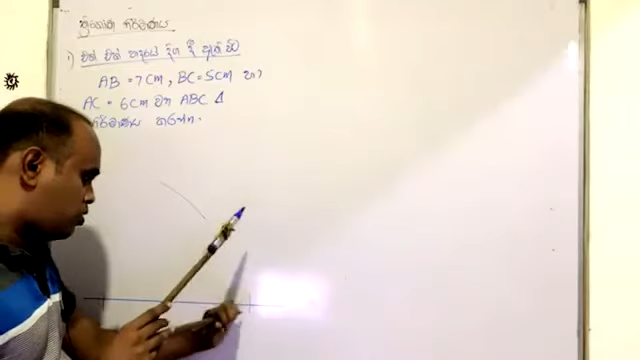 ත්‍රිකෝණ නිර්මාණය
1) එක් එක් පාදයේ දිග දී ඇති විට
AB = 7cm, BC = 5cm හා
AC = 6cm වන ABC Δ
නිර්මාණය කරන්න.